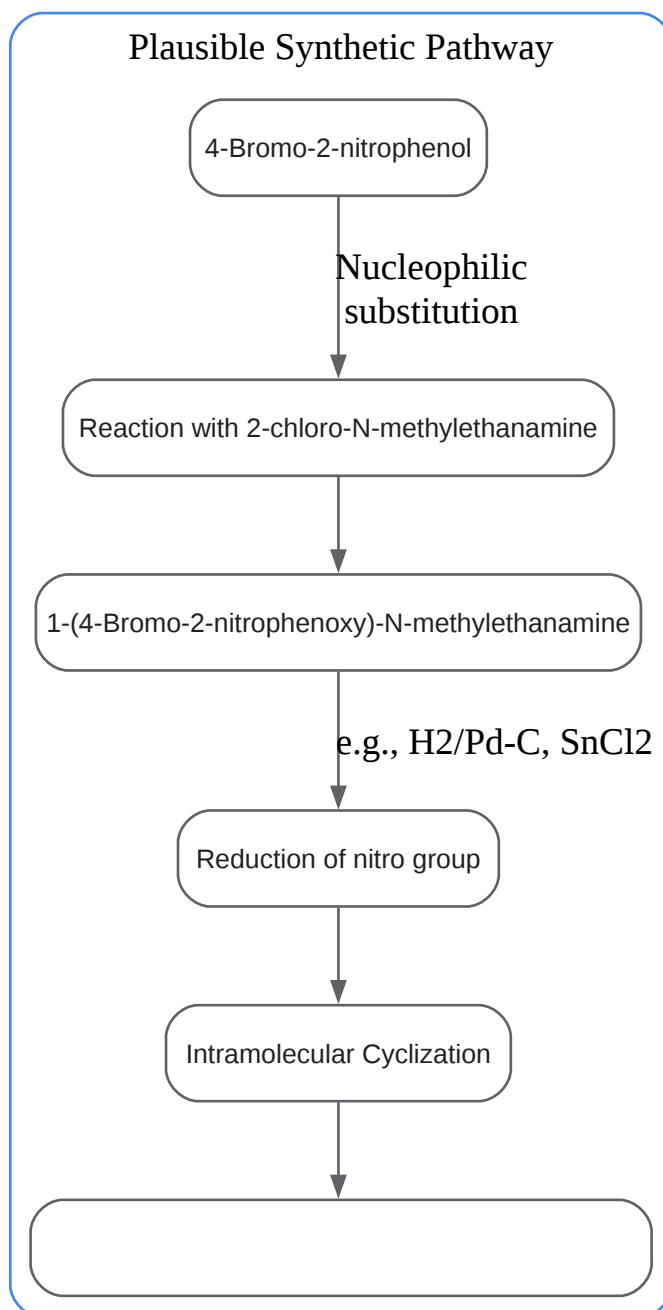 Plausible Synthetic Pathway
4-Bromo-2-nitrophenol
Nucleophilic
substitution
Reaction with 2-chloro-N-methylethanamine
1-(4-Bromo-2-nitrophenoxy)-N-methylethanamine
e.g., H2/Pd-C, SnCl2
Reduction of nitro group
Intramolecular Cyclization